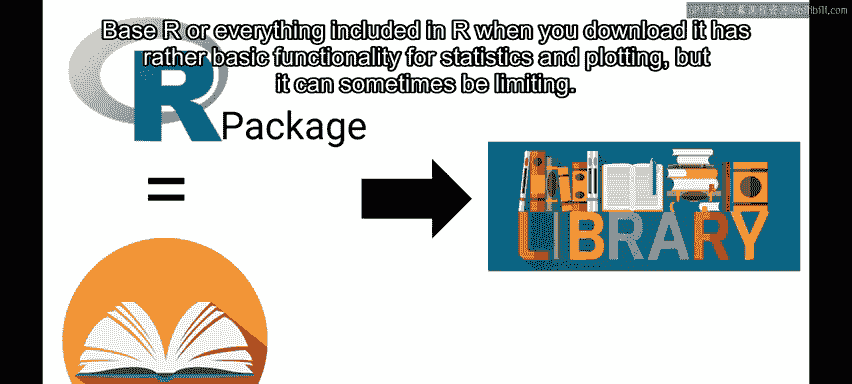 Base R or everything included in R when you download it has
rather basic functionality for statistics and plotting, but
it can sometimes be limiting.
R Package
=
LIBRARY